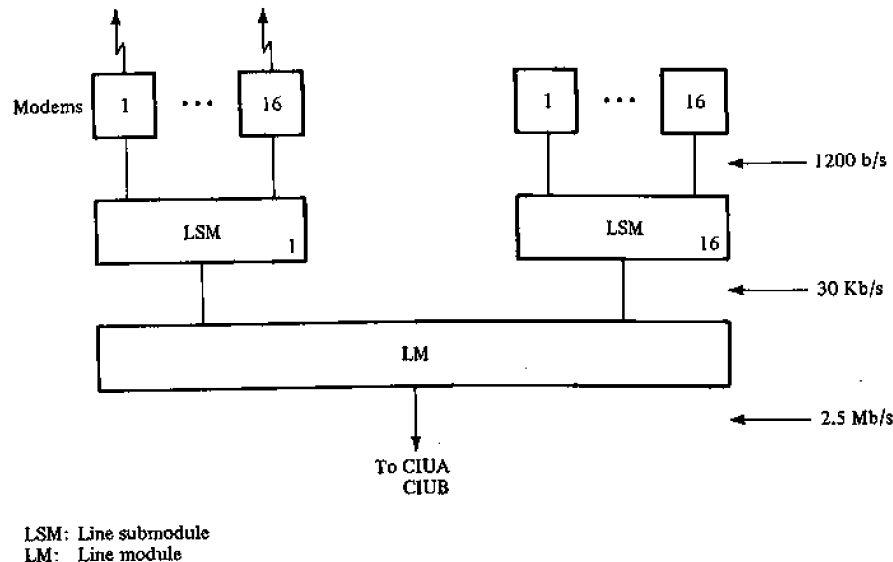 Modems
1 ••• 16
1 ••• 16
1200 b/s
LSM
1
LSM
16
30 Kb/s
LM
2.5 Mb/s
To CIUA
CIUB
LSM: Line submodule
LM: Line module